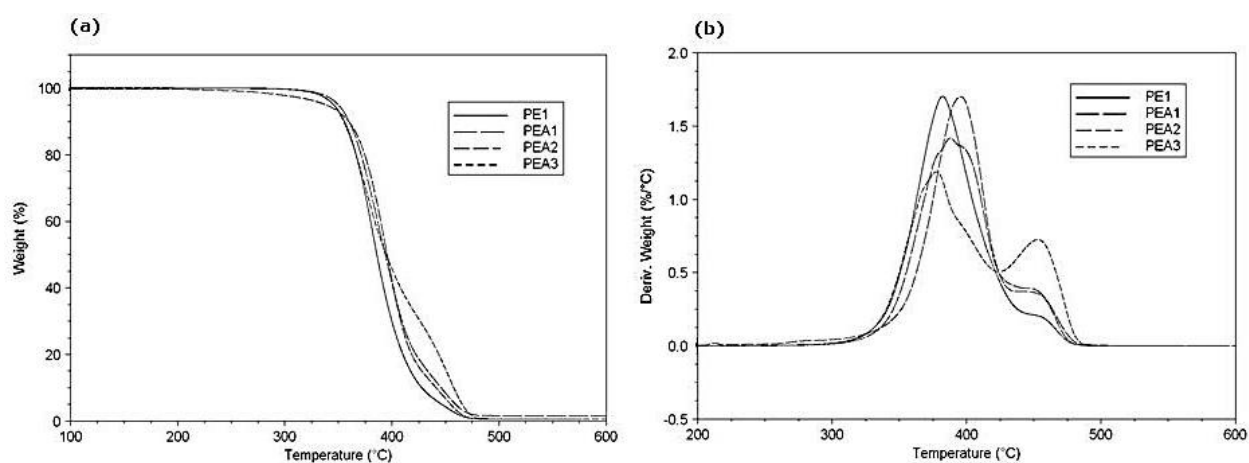 (a)
100
80
60
40
20
0
Weight (%)
PE1
PEA1
PEA2
PEA3
100 200 300 400 500 600
Temperature (°C)
(b)
2.0
1.5
1.0
0.5
0.0
-0.5
Deriv. Weight (%/°C)
PE1
PEA1
PEA2
PEA3
200 300 400 500 600
Temperature (°C)